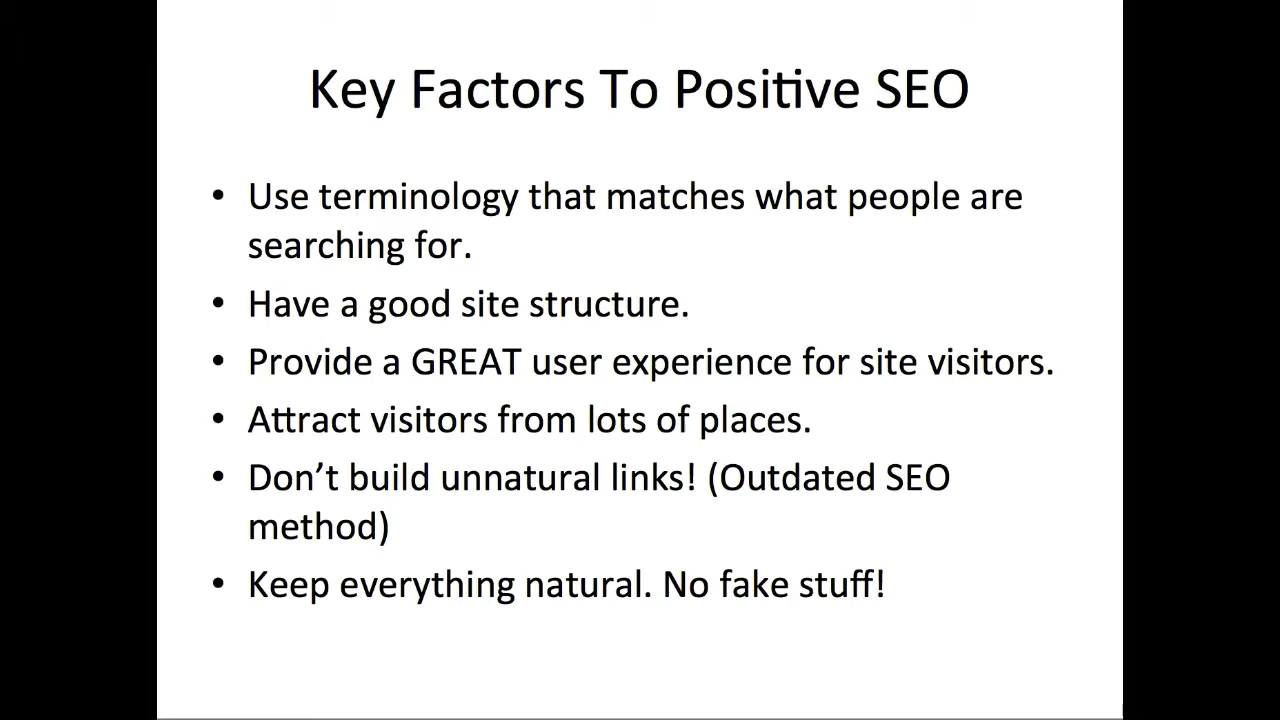 Key Factors To Positive SEO
• Use terminology that matches what people are
searching for.
• Have a good site structure.
• Provide a GREAT user experience for site visitors.
• Attract visitors from lots of places.
• Don’t build unnatural links! (Outdated SEO
method)
• Keep everything natural. No fake stuff!